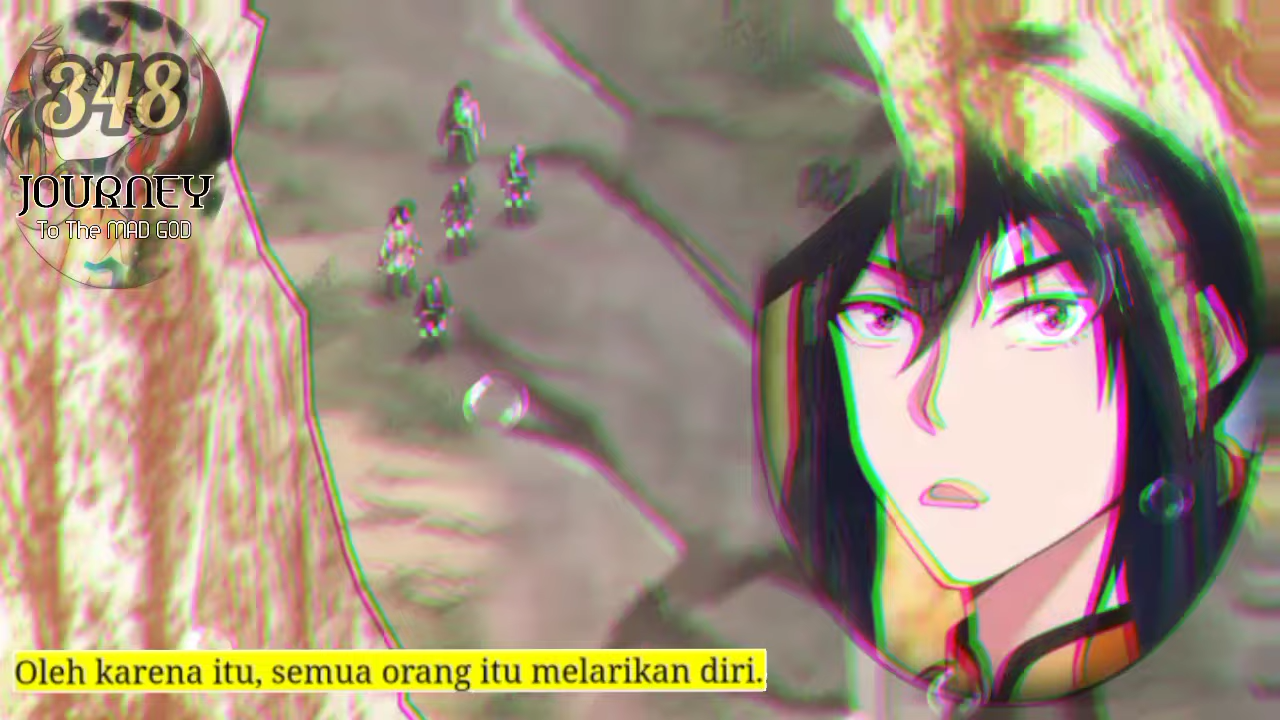 348
JOURNEY
To The MAD GOD
Oleh karena itu, semua orang itu melarikan diri.